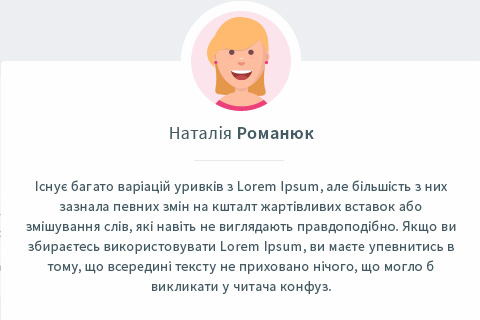 Наталія Романюк
Існує багато варіацій уривків з Lorem Ipsum, але більшість з них
зазнала певних змін на кшталт жартівливих вставок або
змішування слів, які навіть не виглядають правдоподібно. Якщо ви
збираєтесь використовувати Lorem Ipsum, ви маєте упевнитись в
тому, що всередині тексту не приховано нічого, що могло б
викликати у читача конфуз.